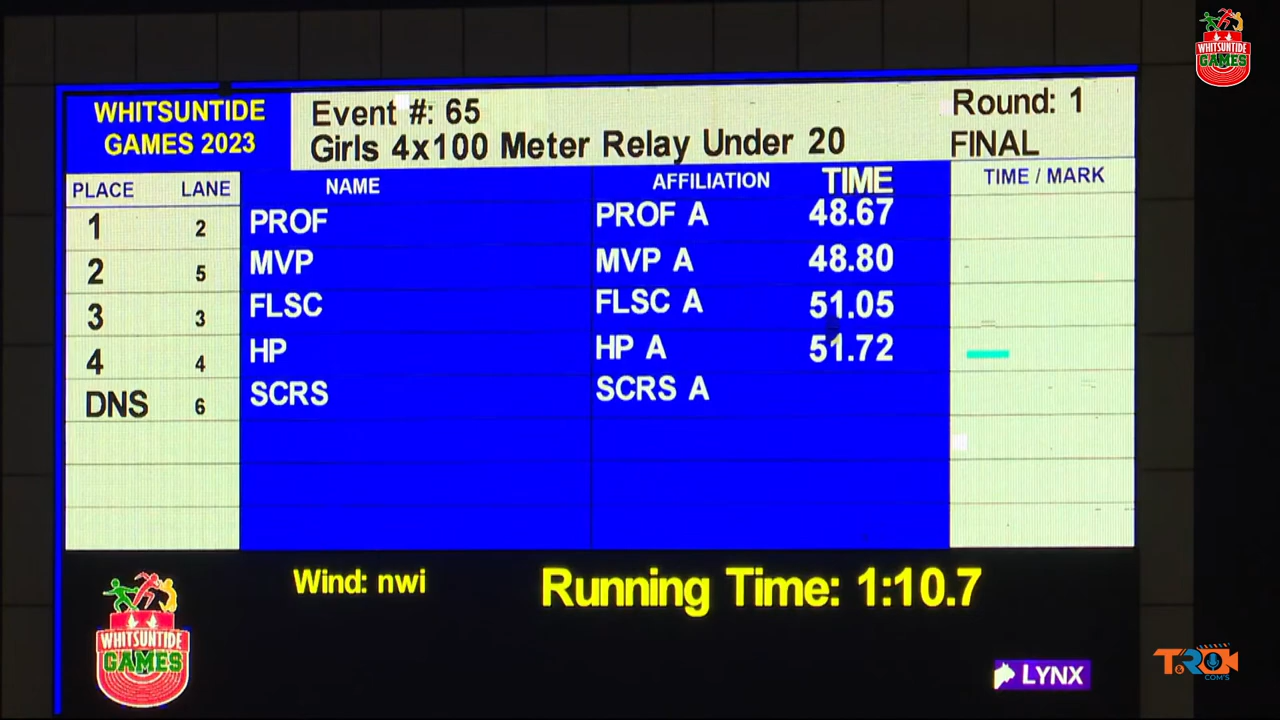 WHITSUNTIDE
GAMES
WHITSUNTIDE
GAMES 2023
Event #: 65
Girls 4x100 Meter Relay Under 20
Round: 1
FINAL
PLACE LANE NAME AFFILIATION TIME TIME / MARK
1 2 PROF PROF A 48.67
2 5 MVP MVP A 48.80
3 3 FLSC FLSC A 51.05
4 4 HP HP A 51.72
DNS 6 SCRS SCRS A
Wind: nwi
Running Time: 1:10.7
WHITSUNTIDE
GAMES
LYNX
T&RCOM'S